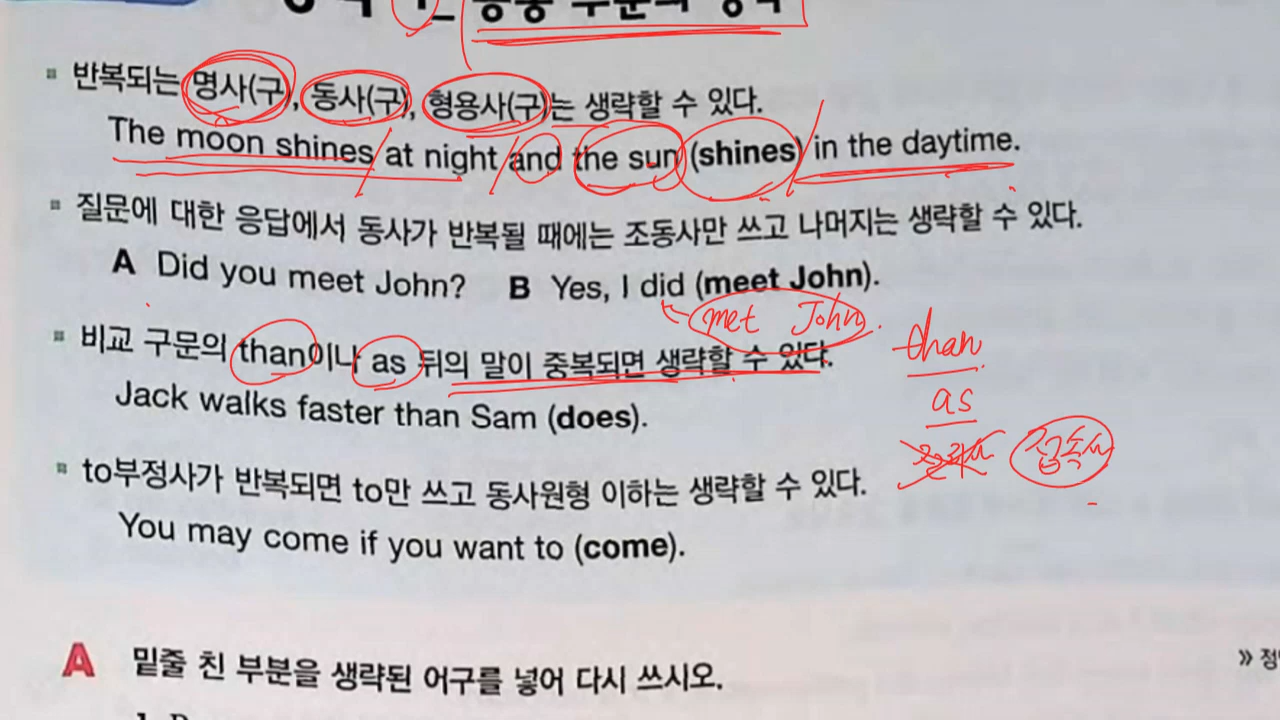 공통 부분의 생략
반복되는 명사(구), 동사(구), 형용사(구)는 생략할 수 있다.
The moon shines at night and the sun (shines) in the daytime.
질문에 대한 응답에서 동사가 반복될 때에는 조동사만 쓰고 나머지는 생략할 수 있다.
A Did you meet John? B Yes, I did (meet John).
met John.
비교 구문의 than이나 as 뒤의 말이 중복되면 생략할 수 있다.
than
Jack walks faster than Sam (does).
as
접속사
to부정사가 반복되면 to만 쓰고 동사원형 이하는 생략할 수 있다.
You may come if you want to (come).
A 밑줄 친 부분을 생략된 어구를 넣어 다시 쓰시오.